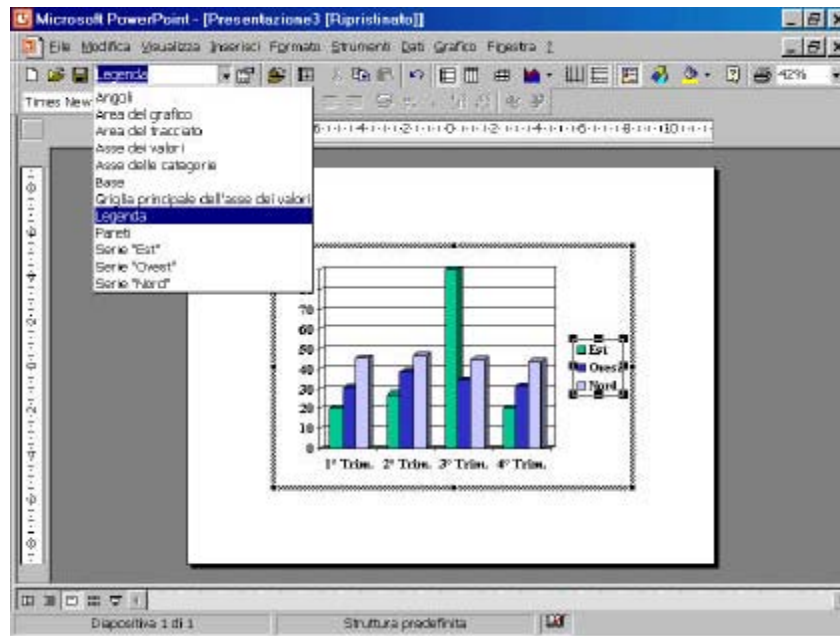 Microsoft PowerPoint - [Presentazione3 [Ripristinato]]
File Modifica Visualizza Inserisci Formato Strumenti Dati Grafico Finestra ?
Legenda
42%
Times New
Angoli
Area del grafico
Area del tracciato
Asse dei valori
Asse delle categorie
Base
Griglia principale dell'asse dei valori
Legenda
Pareti
Serie "Est"
Serie "Ovest"
Serie "Nord"
70
60
50
40
30
20
10
0
1° Trim. 2° Trim. 3° Trim. 4° Trim.
Est
Ovest
Nord
Diapositiva 1 di 1
Struttura predefinita